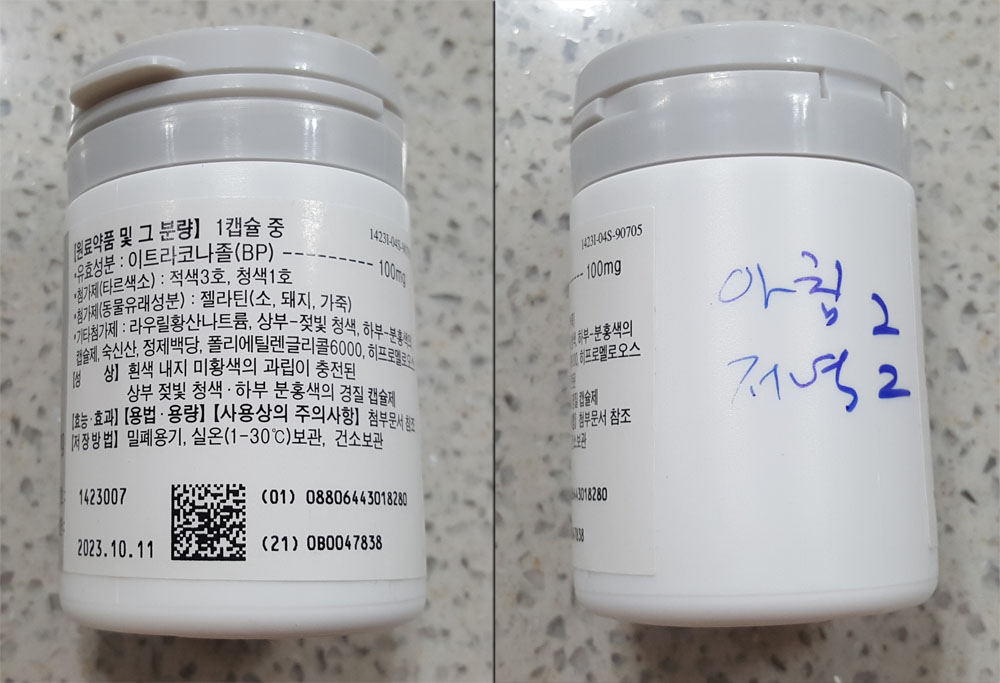 [원료약품 및 그 분량] 1캡슐 중
1423I-04S-90705
•유효성분 : 이트라코나졸(BP) ---------- 100mg
•첨가제(타르색소) : 적색3호, 청색1호
•첨가제(동물유래성분) : 젤라틴(소, 돼지, 가죽)
•기타첨가제 : 라우릴황산나트륨, 상부-젖빛 청색, 하부-분홍색의
캡슐제, 숙신산, 정제백당, 폴리에틸렌글리콜6000, 히프로멜로오스
[성 상] 흰색 내지 미황색의 과립이 충전된
상부 젖빛 청색·하부 분홍색의 경질 캡슐제
[효능·효과] [용법·용량] [사용상의 주의사항] 첨부문서 참조
[저장방법] 밀폐용기, 실온(1-30℃)보관, 건소보관
1423007
2023.10.11
(01) 08806443018280
(21) 0B0047838
1423I-04S-90705
100mg
하부-분홍색의
히프로멜로오스
캡슐제
첨부문서 참조
건소보관
6443018280
7838
아침 2
저녁 2